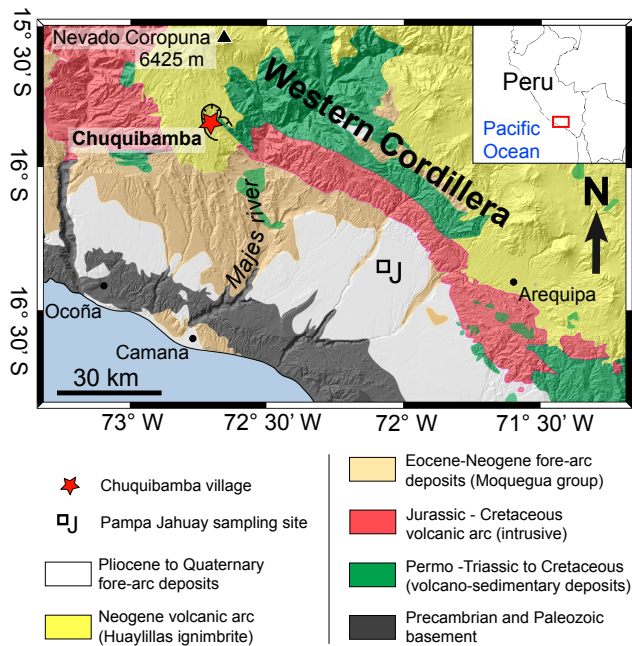 15° 30' S
16° S
16° 30' S
Nevado Coropuna
6425 m
Chuquibamba
Western Cordillera
Majes river
J
Peru
Pacific
Ocean
N
Arequipa
Ocoña
Camana
30 km
73° W
72° 30' W
72° W
71° 30' W
Chuquibamba village
J
Pampa Jahuay sampling site
Pliocene to Quaternary
fore-arc deposits
Neogene volcanic arc
(Huaylillas ignimbrite)
Eocene-Neogene fore-arc
deposits (Moquegua group)
Jurassic - Cretaceous
volcanic arc (intrusive)
Permo -Triassic to Cretaceous
(volcano-sedimentary deposits)
Precambrian and Paleozoic
basement